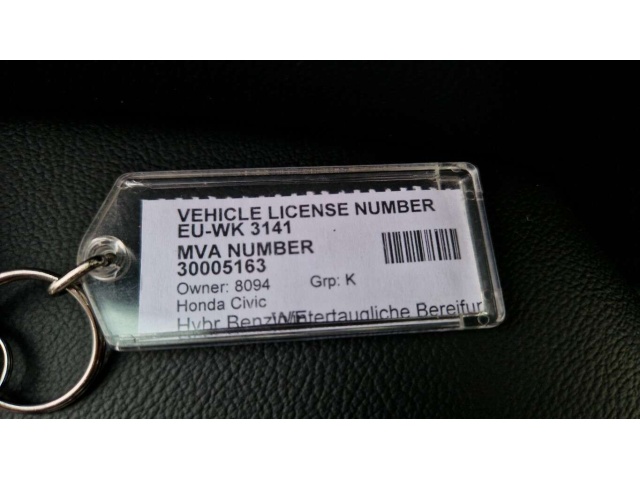 VEHICLE LICENSE NUMBER
EU-WK 3141
MVA NUMBER
30005163
Owner: 8094 Grp: K
Honda Civic
Hybr Benz Wintertaugliche Bereifur